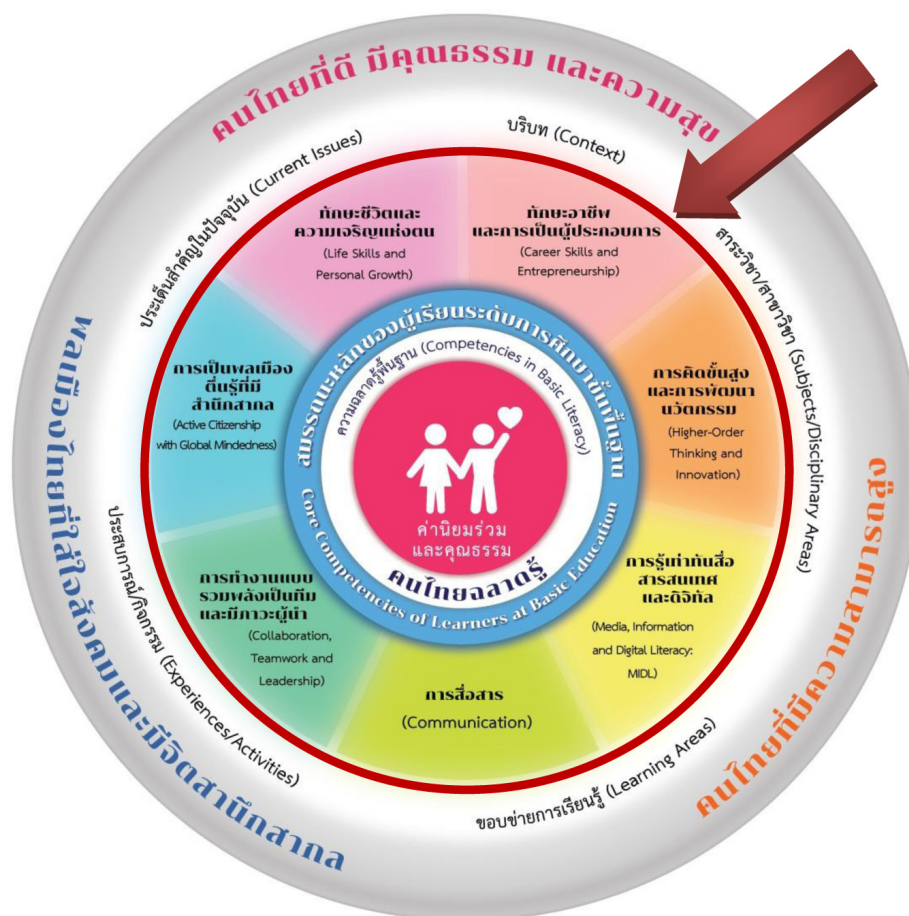 คนไทยที่ดี มีคุณธรรม และความสุข
บริบท (Context)
ประเด็นสำคัญในปัจจุบัน (Current Issues)
สาระวิชา/สาขาวิชา (Subjects/Disciplinary Areas)
ทักษะชีวิตและ
ความเจริญแห่งตน
(Life Skills and
Personal Growth)
ทักษะอาชีพ
และการเป็นผู้ประกอบการ
(Career Skills and
Entrepreneurship)
การเป็นพลเมือง
ตื่นรู้ที่มี
สำนึกสากล
(Active Citizenship
with Global Mindedness)
สมรรถนะหลักของผู้เรียนระดับการศึกษาขั้นพื้นฐาน
ความฉลาดรู้พื้นฐาน (Competencies in Basic Literacy)
ค่านิยมร่วม
และคุณธรรม
คนไทยฉลาดรู้
Core Competencies of Learners at Basic Education
การคิดขั้นสูง
และการพัฒนา
นวัตกรรม
(Higher-Order
Thinking and
Innovation)
การทำงานแบบ
รวมพลังเป็นทีม
และมีภาวะผู้นำ
(Collaboration,
Teamwork and
Leadership)
การสื่อสาร
(Communication)
การรู้เท่าทันสื่อ
สารสนเทศ
และดิจิทัล
(Media, Information
and Digital Literacy:
MIDL)
ประสบการณ์/กิจกรรม (Experiences/Activities)
ขอบข่ายการเรียนรู้ (Learning Areas)
พลเมืองไทยที่ใส่ใจสังคมและมีจิตสานึกสากล
คนไทยที่มีความสามารถสูง